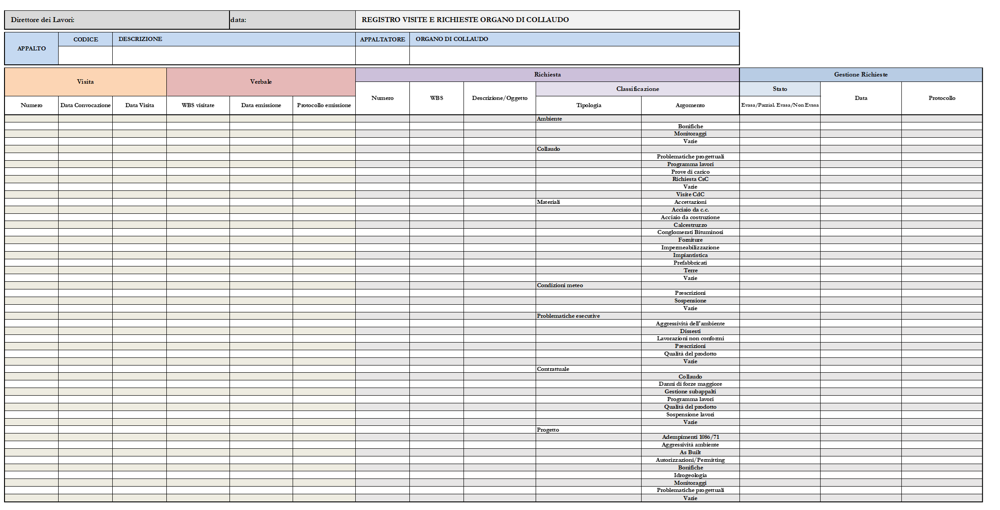 Direttore dei Lavori: data: REGISTRO VISITE E RICHIESTE ORGANO DI COLLAUDO
APPALTO CODICE DESCRIZIONE APPALTATORE ORGANO DI COLLAUDO
Visita Verbale Richiesta Gestione Richieste
Classificazione Stato
Numero Data Convocazione Data Visita WBS visitate Data emissione Protocollo emissione Numero WBS Descrizione/Oggetto Tipologia Argomento Evasa/Parzial. Evasa/Non Evasa Data Protocollo
Ambiente
Bonifiche
Monitoraggi
Varie
Collaudo
Problematiche progettuali
Programma lavori
Prove di carico
Richiesta CsC
Varie
Visite CdC
Materiali Accettazioni
Acciaio da c.c.
Acciaio da costruzione
Calcestruzzo
Conglomerati Bituminosi
Forniture
Impermeabilizzazione
Impiantistica
Prefabbricati
Terre
Varie
Condizioni meteo
Prescrizioni
Sospensione
Varie
Problematiche esecutive
Aggressività dell'ambiente
Dissesti
Lavorazioni non conformi
Prescrizioni
Qualità del prodotto
Varie
Contrattuale
Collaudo
Danni di forze maggiore
Gestione subappalti
Programma lavori
Qualità del prodotto
Sospensione lavori
Varie
Progetto
Adempimenti 1086/71
Aggressività ambiente
As Built
Autorizzazioni/Permitting
Bonifiche
Idrogeologia
Monitoraggi
Problematiche progettuali
Varie